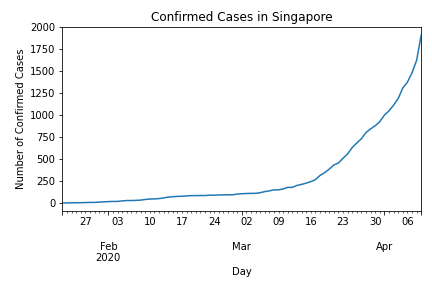 Confirmed Cases in Singapore
2000
1750
1500
1250
1000
750
500
250
0
Number of Confirmed Cases
27 03 10 17 24 02 09 16 23 30 06
Feb Mar Apr
2020
Day